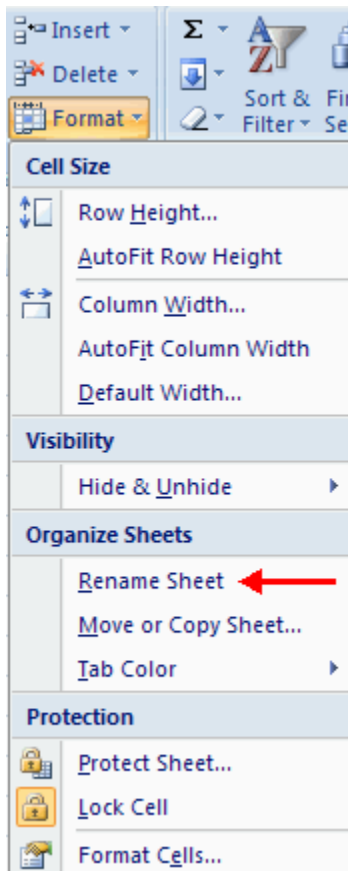 Insert
Delete
Format
Σ
A
Z
Sort &
Filter
Cell Size
Row Height...
AutoFit Row Height
Column Width...
AutoFit Column Width
Default Width...
Visibility
Hide & Unhide
Organize Sheets
Rename Sheet
Move or Copy Sheet...
Tab Color
Protection
Protect Sheet...
Lock Cell
Format Cells...